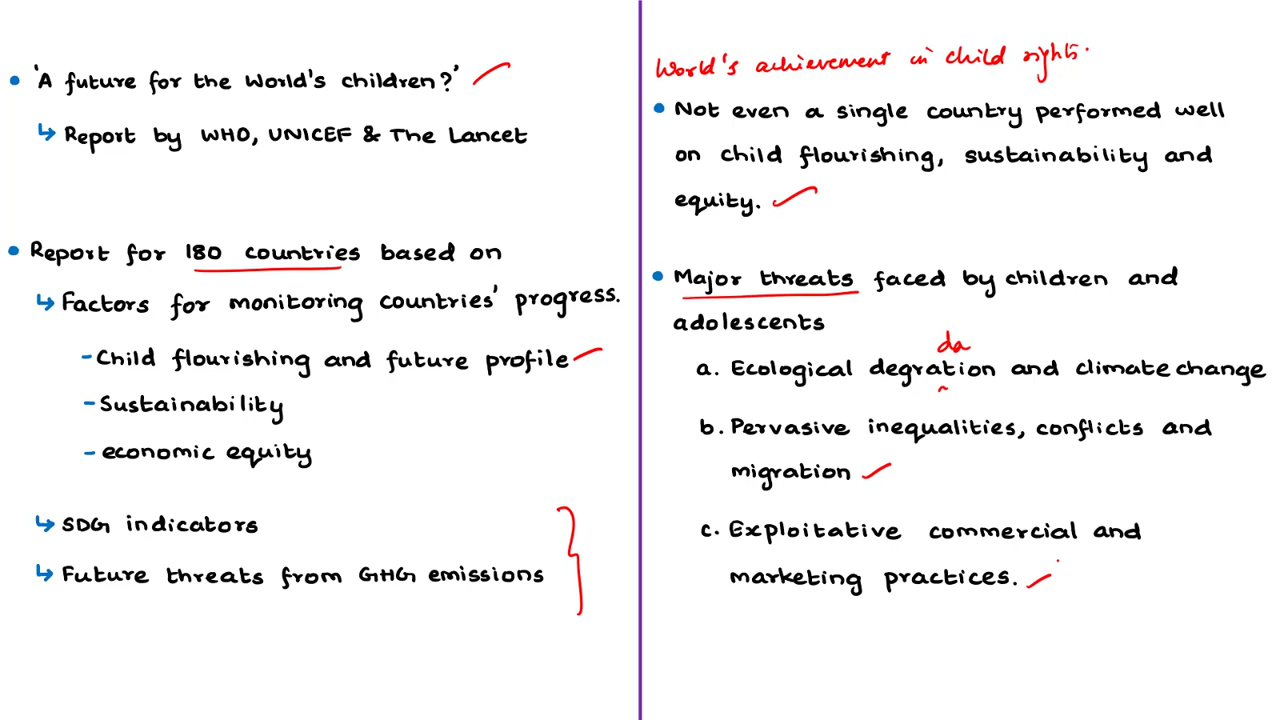 • 'A future for the World's children?'
↳ Report by WHO, UNICEF & The Lancet
• Report for 180 countries based on
↳ Factors for monitoring countries' progress.
- Child flourishing and future profile
- Sustainability
- economic equity
↳ SDG indicators
↳ Future threats from GHG emissions
World's achievement in child rights.
• Not even a single country performed well
on child flourishing, sustainability and
equity.
• Major threats faced by children and
adolescents
da
a. Ecological degration and climate change
b. Pervasive inequalities, conflicts and
migration
c. Exploitative commercial and
marketing practices.